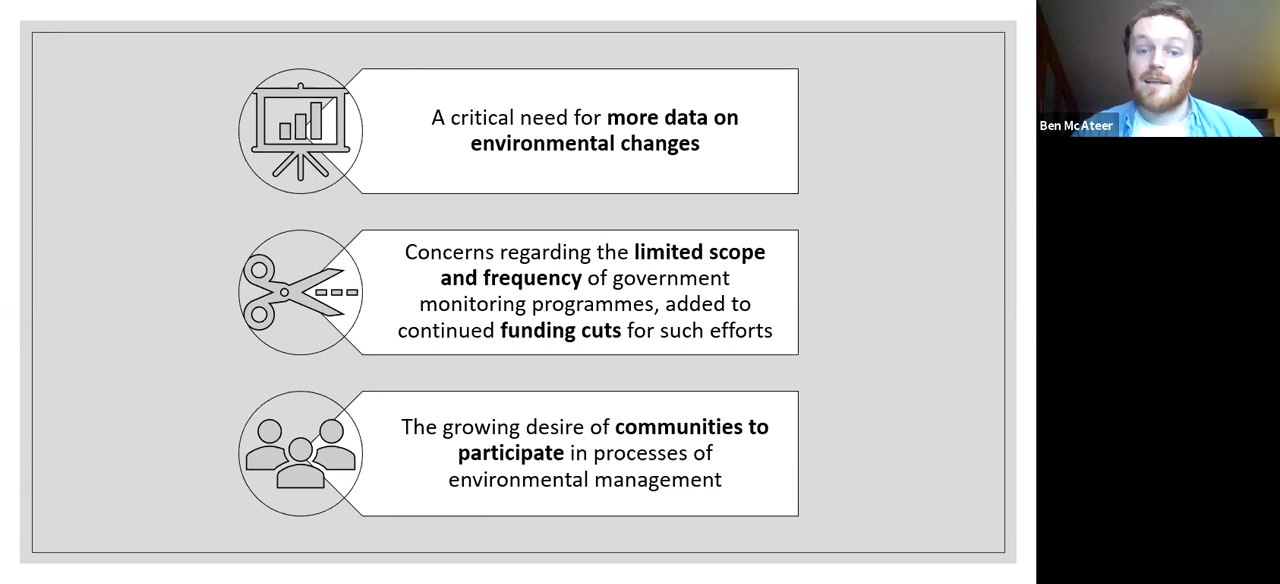 A critical need for more data on
environmental changes
Concerns regarding the limited scope
and frequency of government
monitoring programmes, added to
continued funding cuts for such efforts
The growing desire of communities to
participate in processes of
environmental management
Ben McAteer